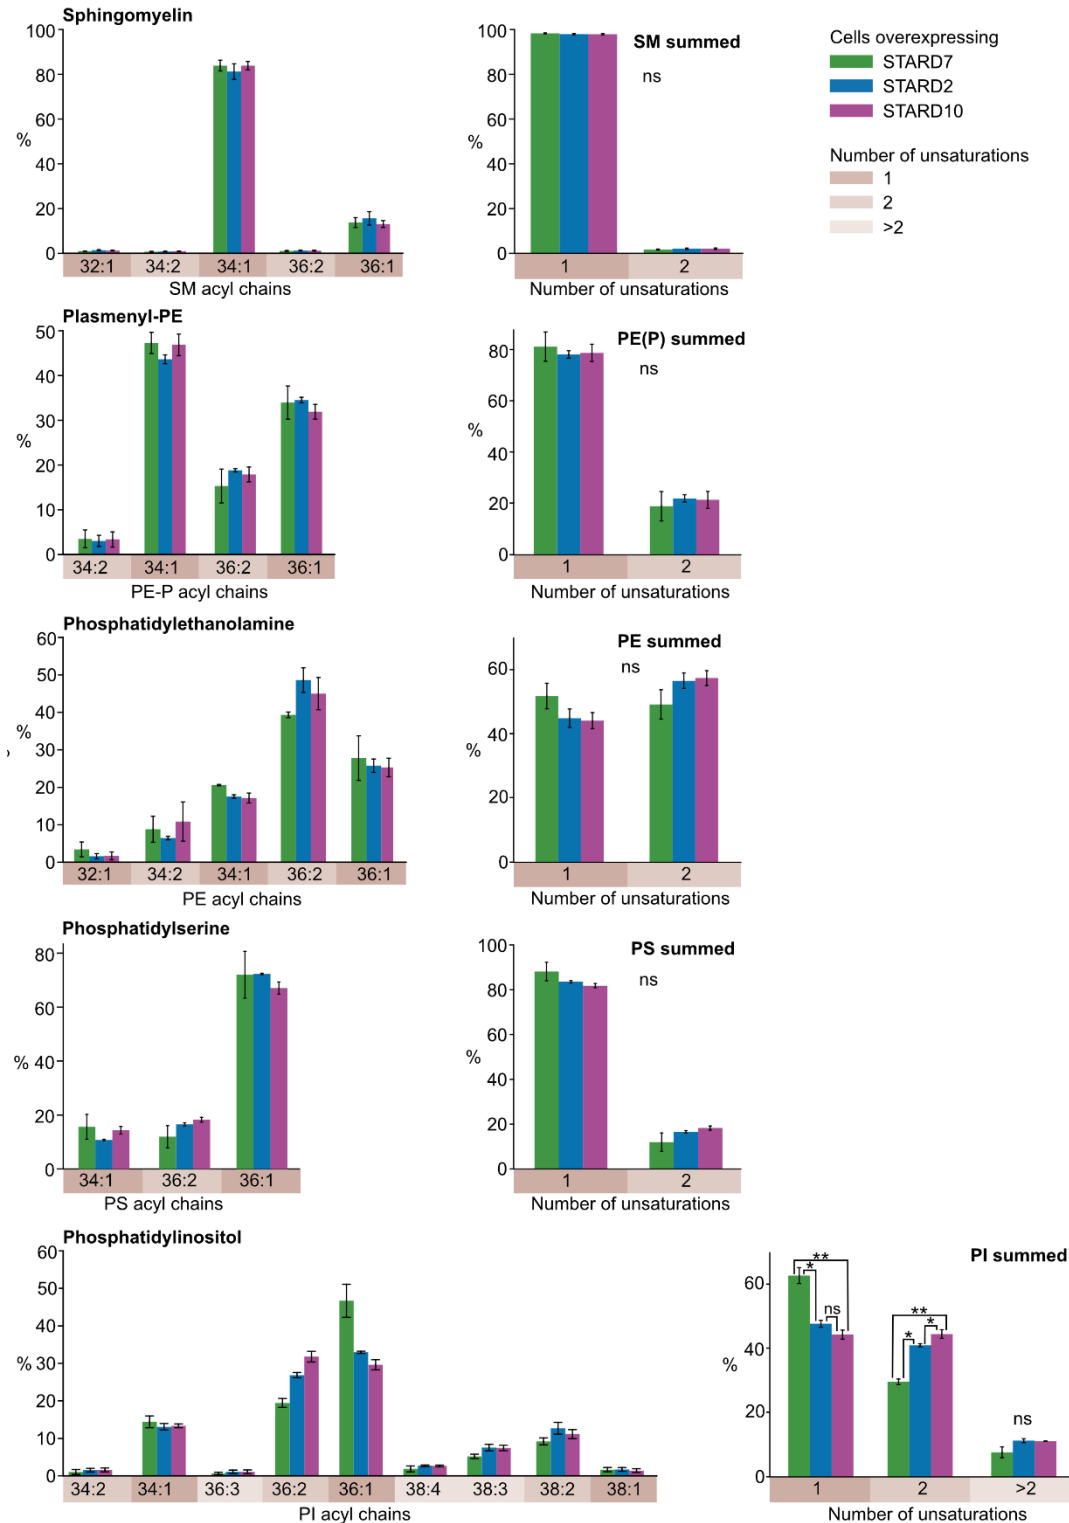 Sphingomyelin
100
80
60
%
40
20
0
32:1 34:2 34:1 36:2 36:1
SM acyl chains
SM summed
ns
100
80
60
%
40
20
0
1 2
Number of unsaturations
Cells overexpressing
STARD7
STARD2
STARD10
Number of unsaturations
1
2
>2
Plasmenyl-PE
50
40
30
%
20
10
0
34:2 34:1 36:2 36:1
PE-P acyl chains
PE(P) summed
ns
80
60
%
40
20
0
1 2
Number of unsaturations
Phosphatidylethanolamine
60
50
%
40
30
20
10
0
32:1 34:2 34:1 36:2 36:1
PE acyl chains
PE summed
ns
60
40
%
20
0
1 2
Number of unsaturations
Phosphatidylserine
80
60
%
40
20
0
34:1 36:2 36:1
PS acyl chains
PS summed
ns
100
80
60
%
40
20
0
1 2
Number of unsaturations
Phosphatidylinositol
60
50
40
%
30
20
10
0
34:2 34:1 36:3 36:2 36:1 38:4 38:3 38:2 38:1
PI acyl chains
PI summed
**
*
ns
**
*
*
ns
60
40
%
20
0
1 2 >2
Number of unsaturations